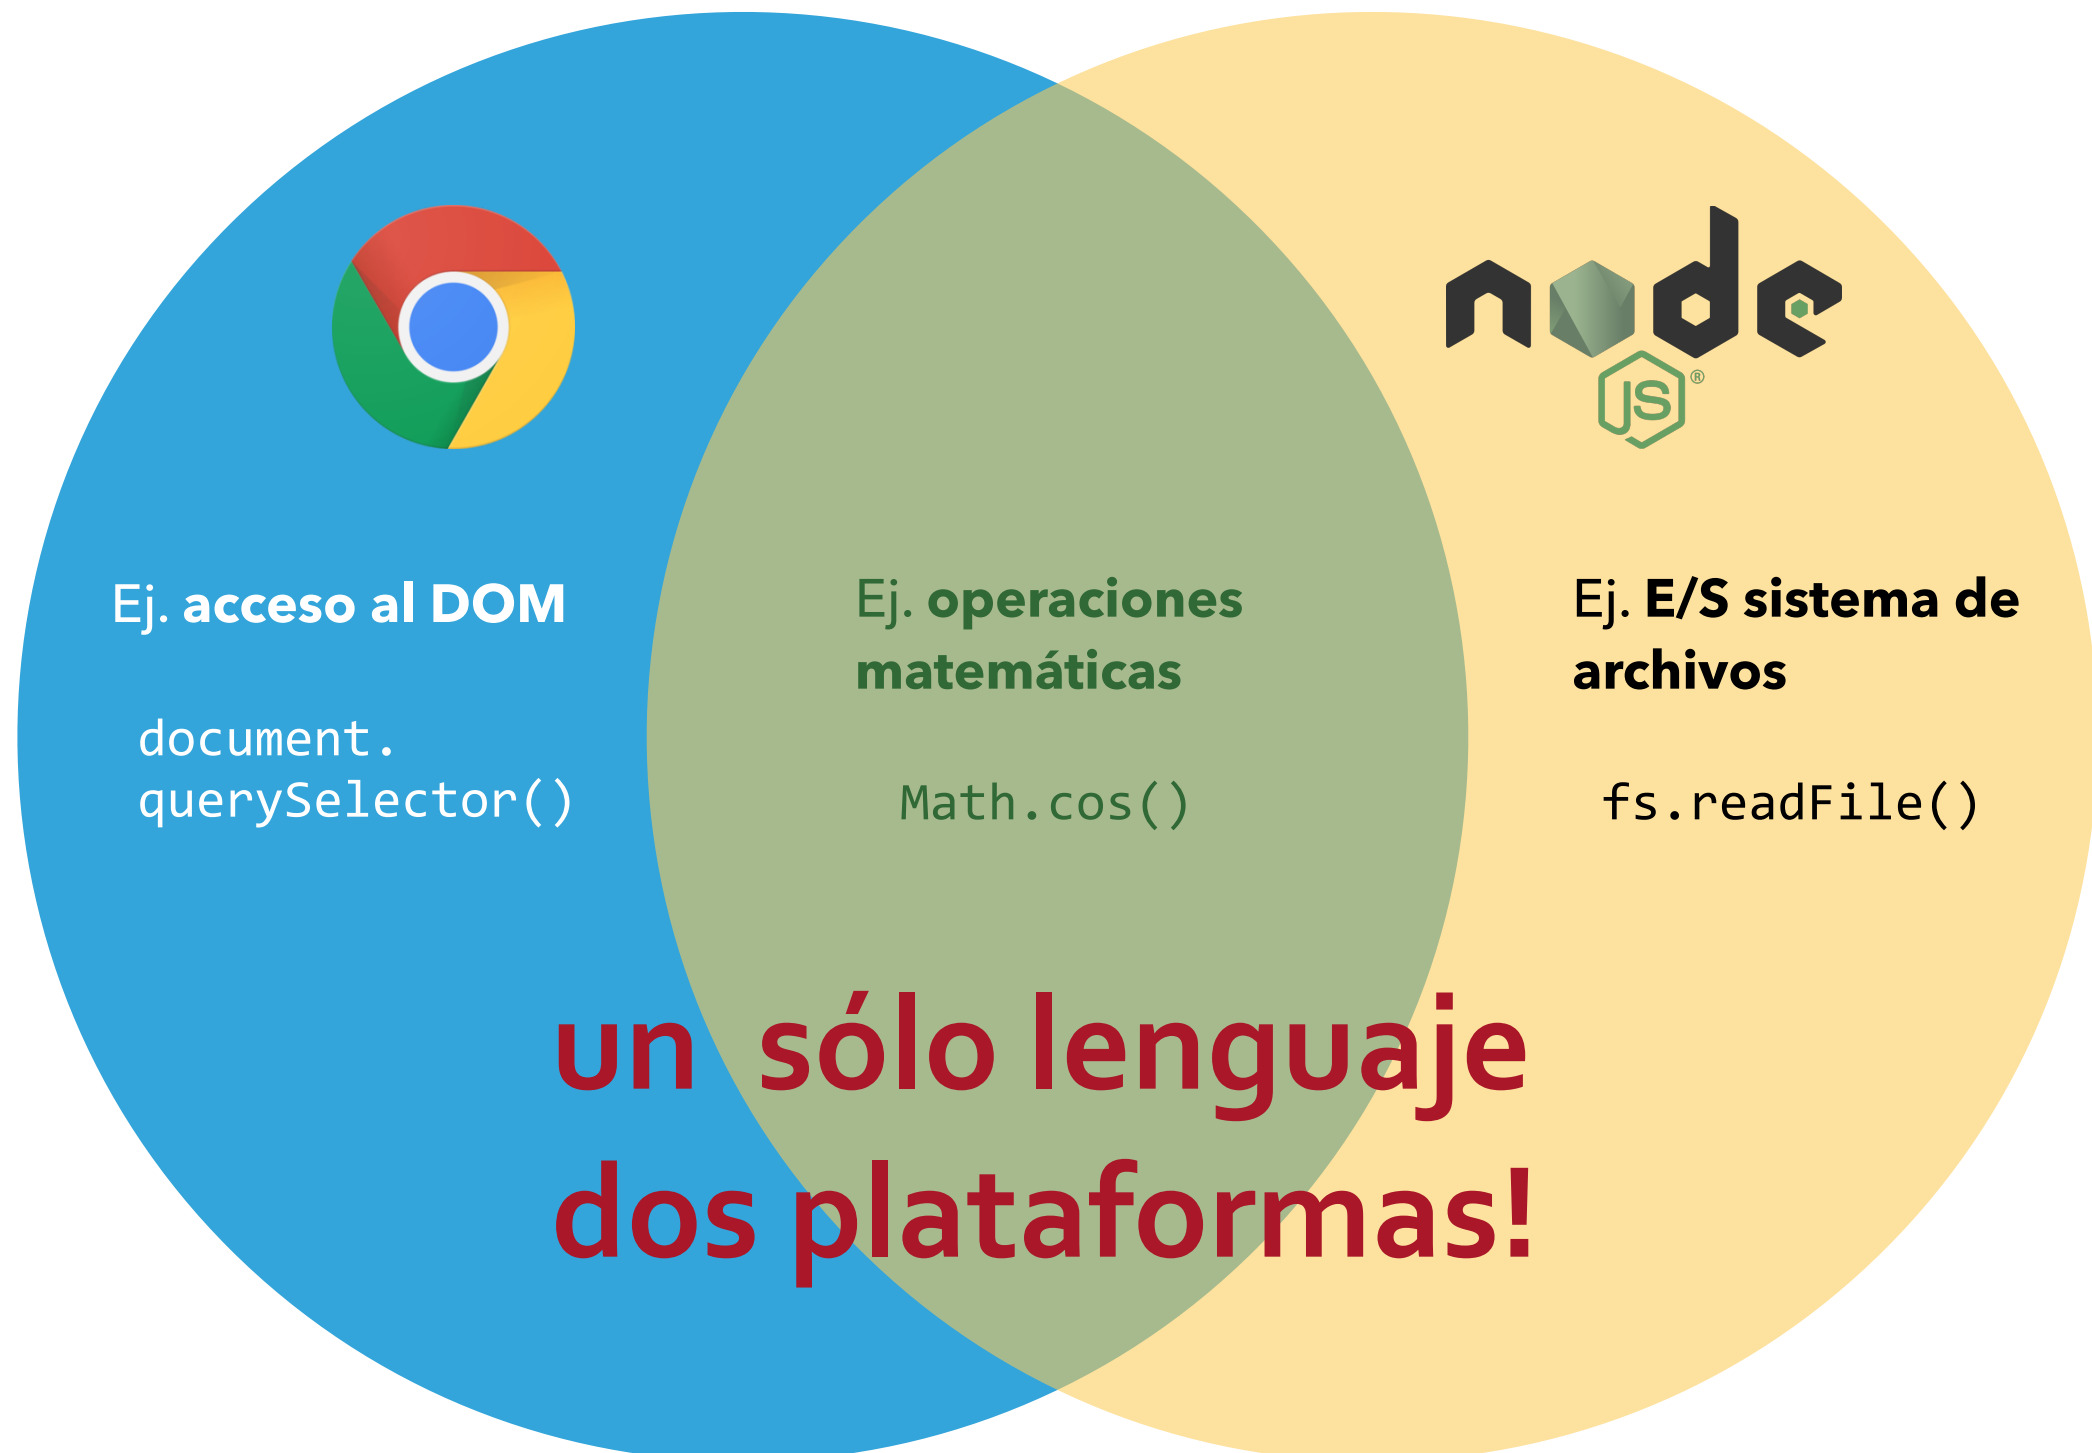 node
JS®
Ej. acceso al DOM
document.
querySelector()
Ej. operaciones
matemáticas
Math.cos()
Ej. E/S sistema de
archivos
fs.readFile()
un sólo lenguaje
dos plataformas!